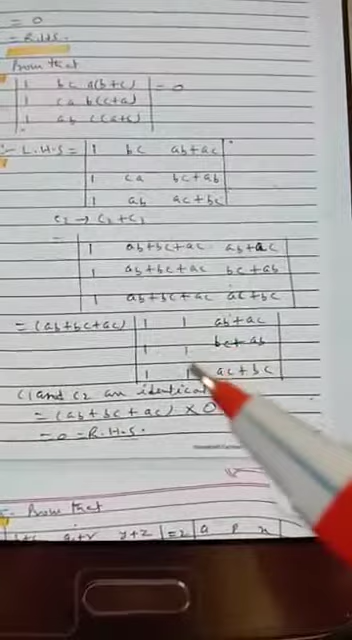 = 0
= R.H.S.
Prove that
| 1 bc a(b+c) | = 0
| 1 ca b(c+a) |
| 1 ab c(a+b) |
:- L.H.S = | 1 bc ab+ac |
| 1 ca bc+ab |
| 1 ab ac+bc |
C2 → C2 + C3
= | 1 ab+bc+ac ab+ac |
| 1 ab+bc+ac bc+ab |
| 1 ab+bc+ac ac+bc |
= (ab+bc+ac) | 1 1 ab+ac |
| 1 1 bc+ab |
| 1 1 ac+bc |
C1 and C2 an identical
= (ab+bc+ac) × 0
= 0 = R.H.S.
Prove that
y+z | = 2 | a p x |